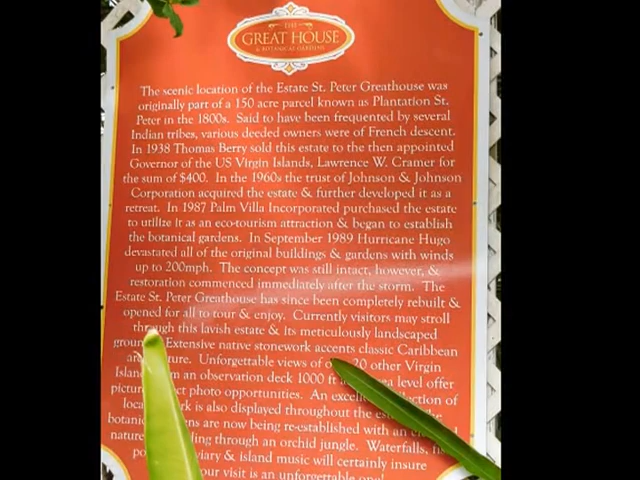 THE
GREAT HOUSE
& BOTANICAL GARDENS
The scenic location of the Estate St. Peter Greathouse was
originally part of a 150 acre parcel known as Plantation St.
Peter in the 1800s. Said to have been frequented by several
Indian tribes, various deeded owners were of French descent.
In 1938 Thomas Berry sold this estate to the then appointed
Governor of the US Virgin Islands, Lawrence W. Cramer for
the sum of $400. In the 1960s the trust of Johnson & Johnson
Corporation acquired the estate & further developed it as a
retreat. In 1987 Palm Villa Incorporated purchased the estate
to utilize it as an eco-tourism attraction & began to establish
the botanical gardens. In September 1989 Hurricane Hugo
devastated all of the original buildings & gardens with winds
up to 200mph. The concept was still intact, however, &
restoration commenced immediately after the storm. The
Estate St. Peter Greathouse has since been completely rebuilt &
opened for all to tour & enjoy. Currently visitors may stroll
through this lavish estate & its meticulously landscaped
Extensive native stonework accents classic Caribbean
Unforgettable views of 20 other Virgin
an observation deck 1000 ft level offer
photo opportunities. An
is also displayed throughout the
are now being re-established with an
through an orchid jungle. Waterfalls,
& island music will certainly insure
your visit is an unforgettable one!